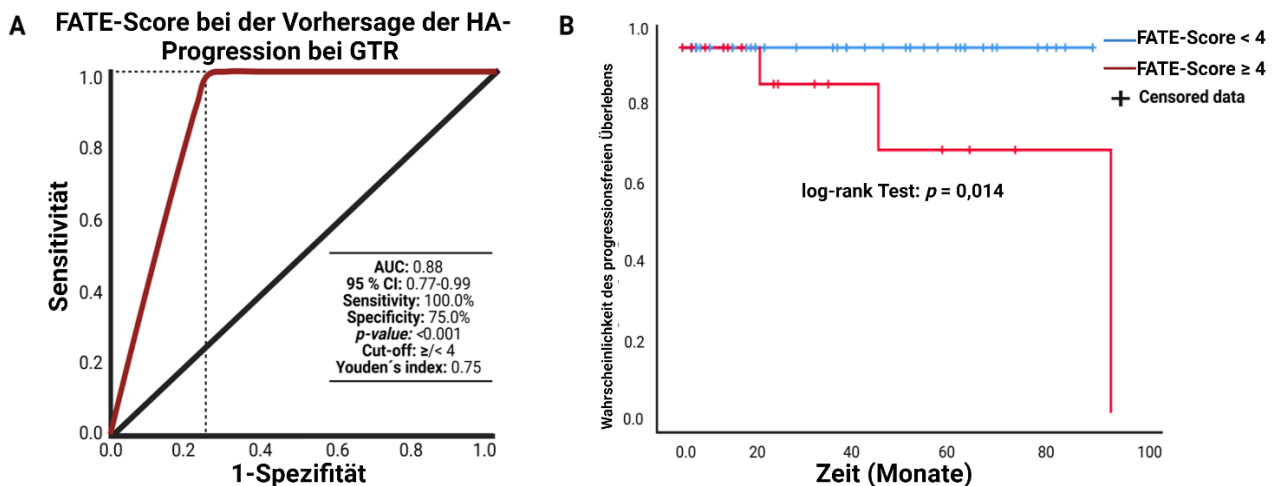 A
FATE-Score bei der Vorhersage der HA-
Progression bei GTR
1.0
0.8
0.6
0.4
0.2
0.0
Sensitivität
0.0 0.2 0.4 0.6 0.8 1.0
1-Spezifität
AUC: 0.88
95 % CI: 0.77-0.99
Sensitivity: 100.0%
Specificity: 75.0%
p-value: <0.001
Cut-off: ≥/< 4
Youden´s index: 0.75
B
1.0
0.8
0.6
0.4
0.2
0.0
Wahrscheinlichkeit des progressionsfreien Überlebens
FATE-Score < 4
FATE-Score ≥ 4
Censored data
log-rank Test: p = 0,014
0.0 20 40 60 80 100
Zeit (Monate)